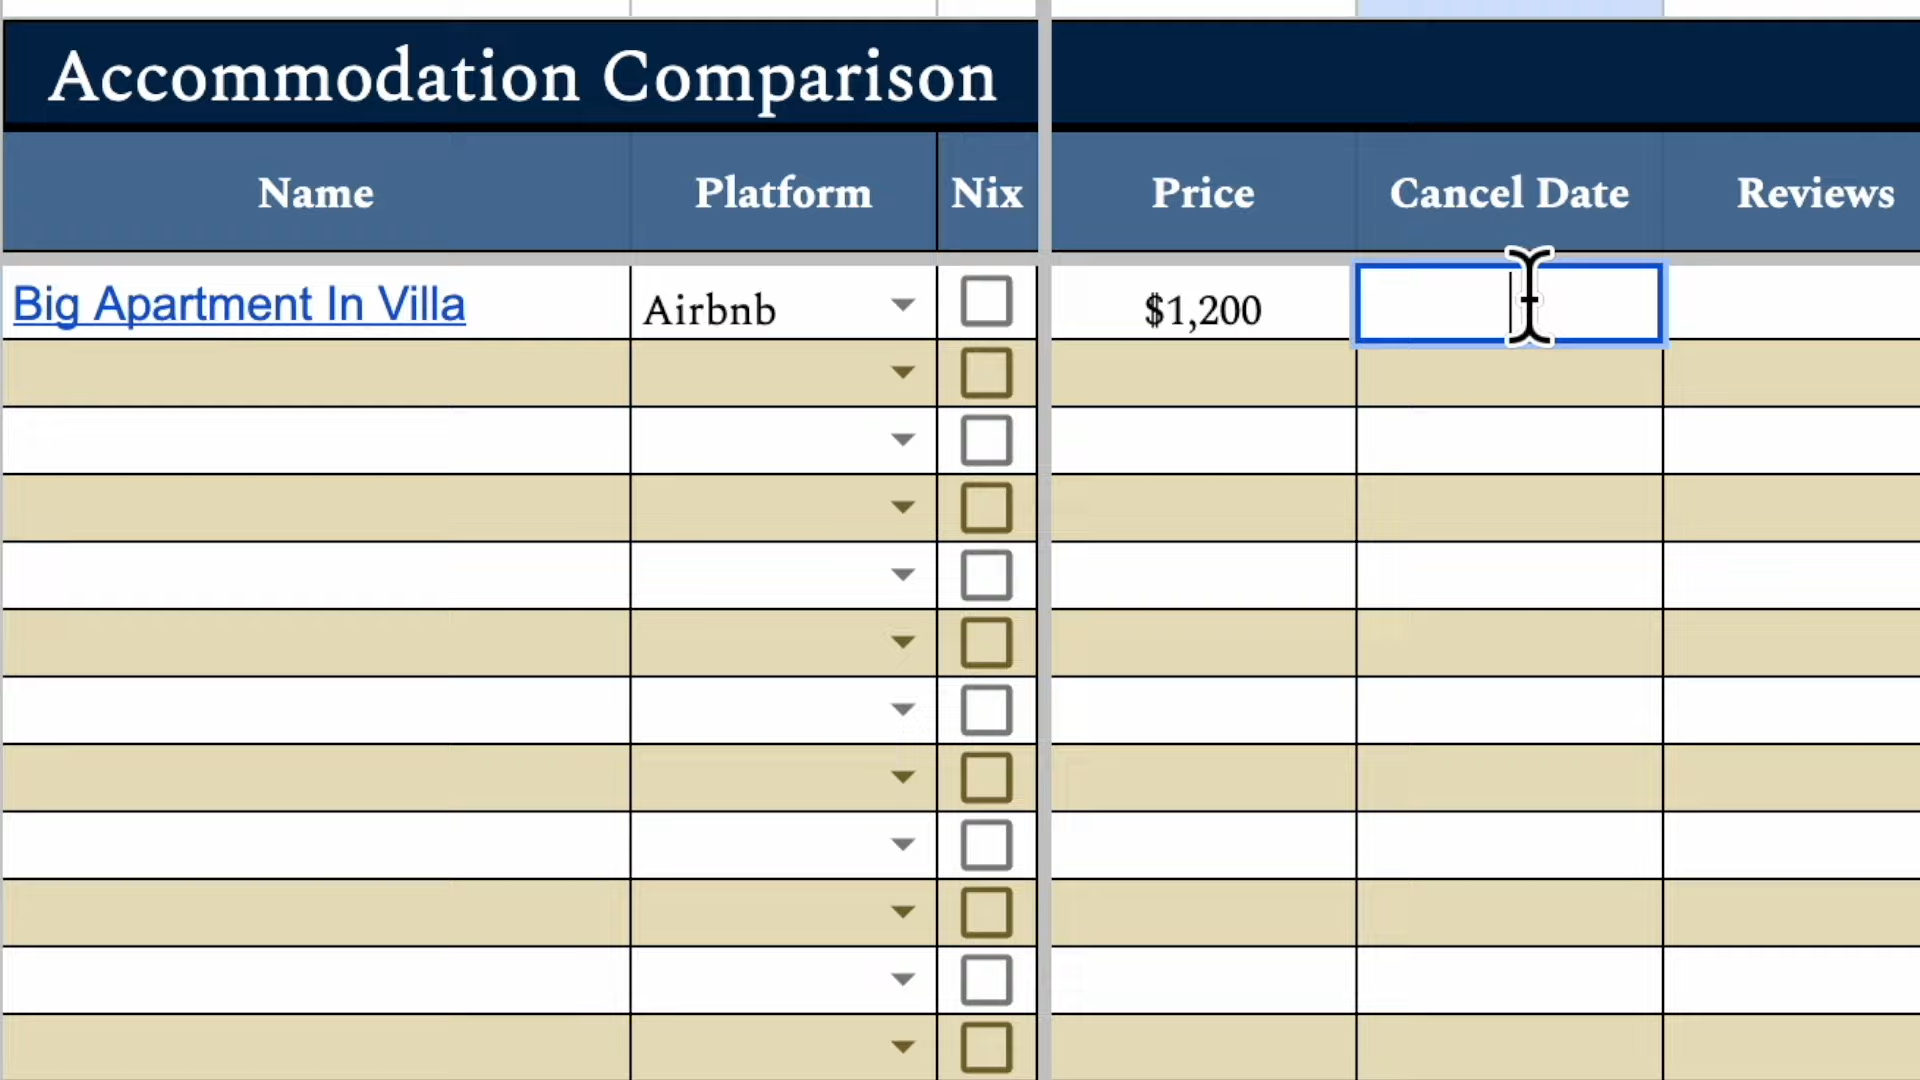 Accommodation Comparison
Name Platform Nix Price Cancel Date Reviews
Big Apartment In Villa Airbnb $1,200